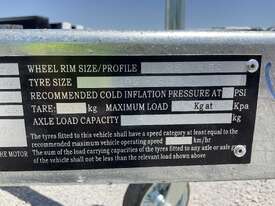 WHEEL RIM SIZE/PROFILE
TYRE SIZE
RECOMMENDED COLD INFLATION PRESSURE AT PSI
TARE: kg MAXIMUM LOAD Kg at Kpa
AXLE LOAD CAPACITY kg
The tyres fitted to this vehicle shall have a speed category at least equal to the
recommended maximum vehicle operating speed km/hr
The sum of the load carrying capacities of the tyres fitted to any axle or axle group
of the vehicle shall not be less than the relevant load shown above
HE MOTOR